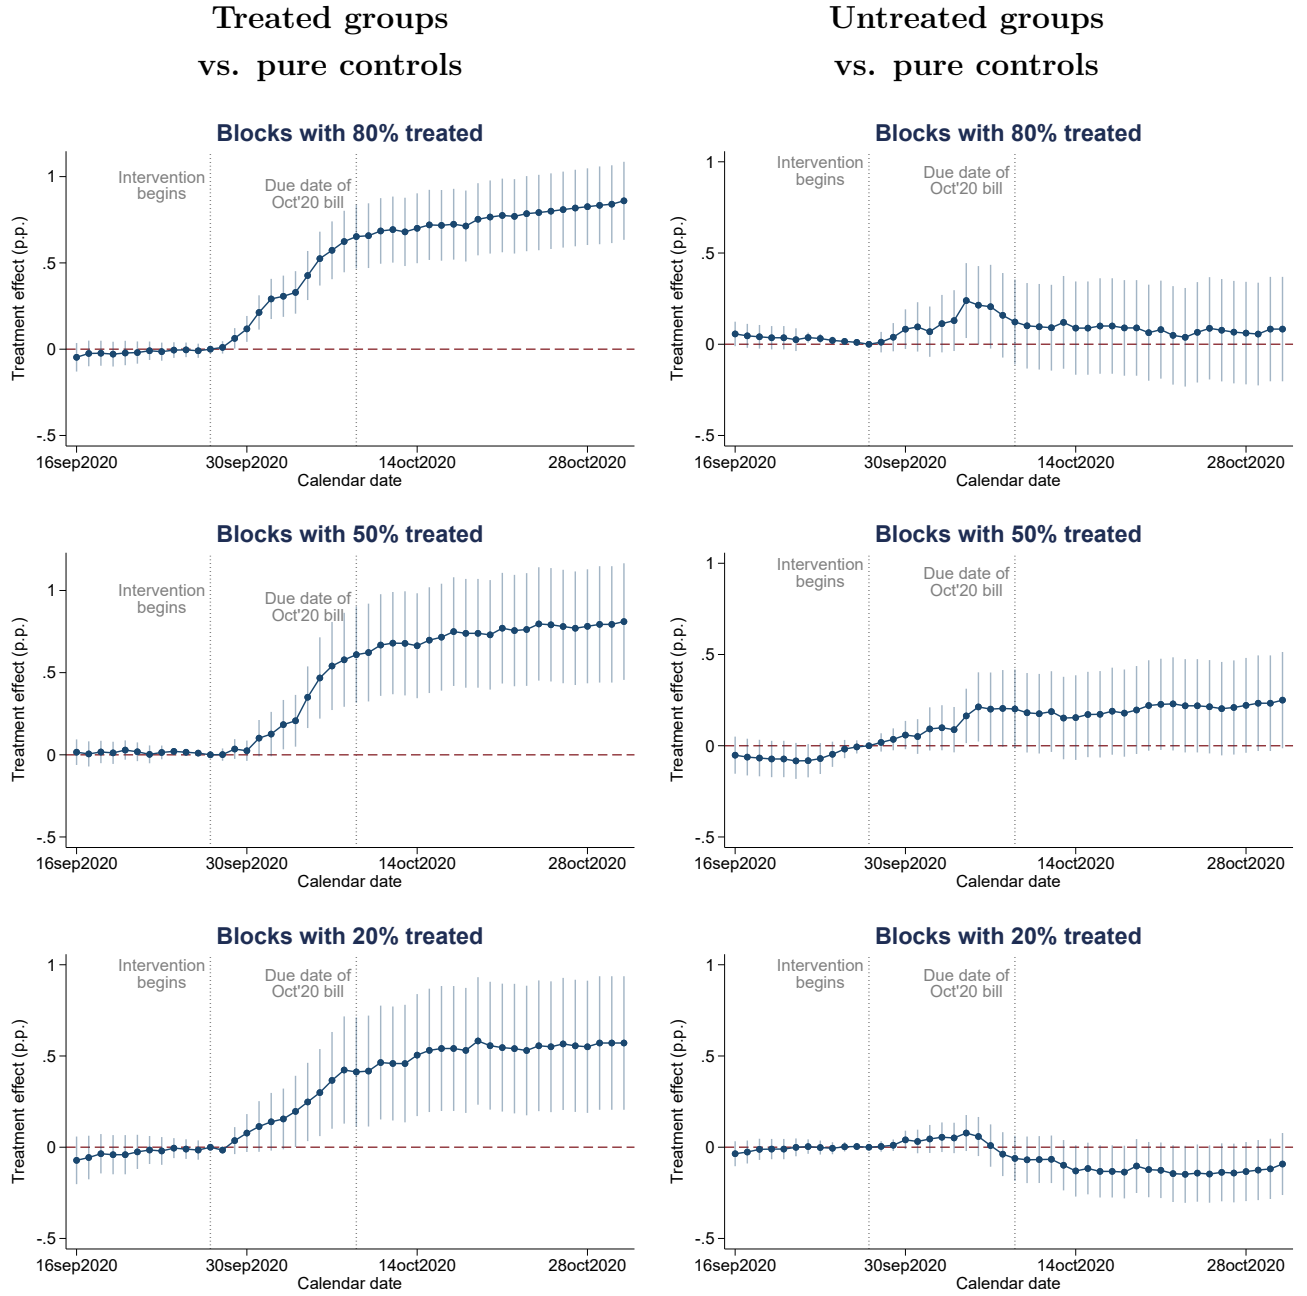 Treated groups
vs. pure controls
Untreated groups
vs. pure controls
Blocks with 80% treated
Intervention
begins
Due date of
Oct'20 bill
Treatment effect (p.p.)
1
.5
0
-.5
16sep2020
30sep2020
14oct2020
28oct2020
Calendar date
Blocks with 80% treated
Intervention
begins
Due date of
Oct'20 bill
Treatment effect (p.p.)
1
.5
0
-.5
16sep2020
30sep2020
14oct2020
28oct2020
Calendar date
Blocks with 50% treated
Intervention
begins
Due date of
Oct'20 bill
Treatment effect (p.p.)
1
.5
0
-.5
16sep2020
30sep2020
14oct2020
28oct2020
Calendar date
Blocks with 50% treated
Intervention
begins
Due date of
Oct'20 bill
Treatment effect (p.p.)
1
.5
0
-.5
16sep2020
30sep2020
14oct2020
28oct2020
Calendar date
Blocks with 20% treated
Intervention
begins
Due date of
Oct'20 bill
Treatment effect (p.p.)
1
.5
0
-.5
16sep2020
30sep2020
14oct2020
28oct2020
Calendar date
Blocks with 20% treated
Intervention
begins
Due date of
Oct'20 bill
Treatment effect (p.p.)
1
.5
0
-.5
16sep2020
30sep2020
14oct2020
28oct2020
Calendar date